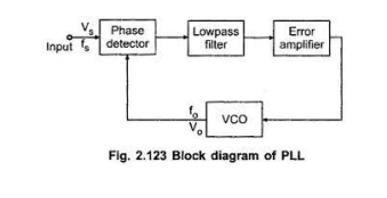 Vs
Input fs
Phase
detector
Lowpass
filter
Error
amplifier
fo
Vo
VCO
Fig. 2.123 Block diagram of PLL